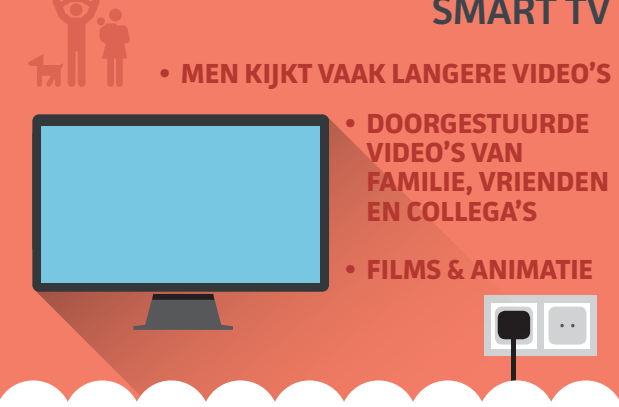 SMART TV
• MEN KIJKT VAAK LANGERE VIDEO'S
• DOORGESTUURDE
VIDEO'S VAN
FAMILIE, VRIENDEN
EN COLLEGA'S
• FILMS & ANIMATIE